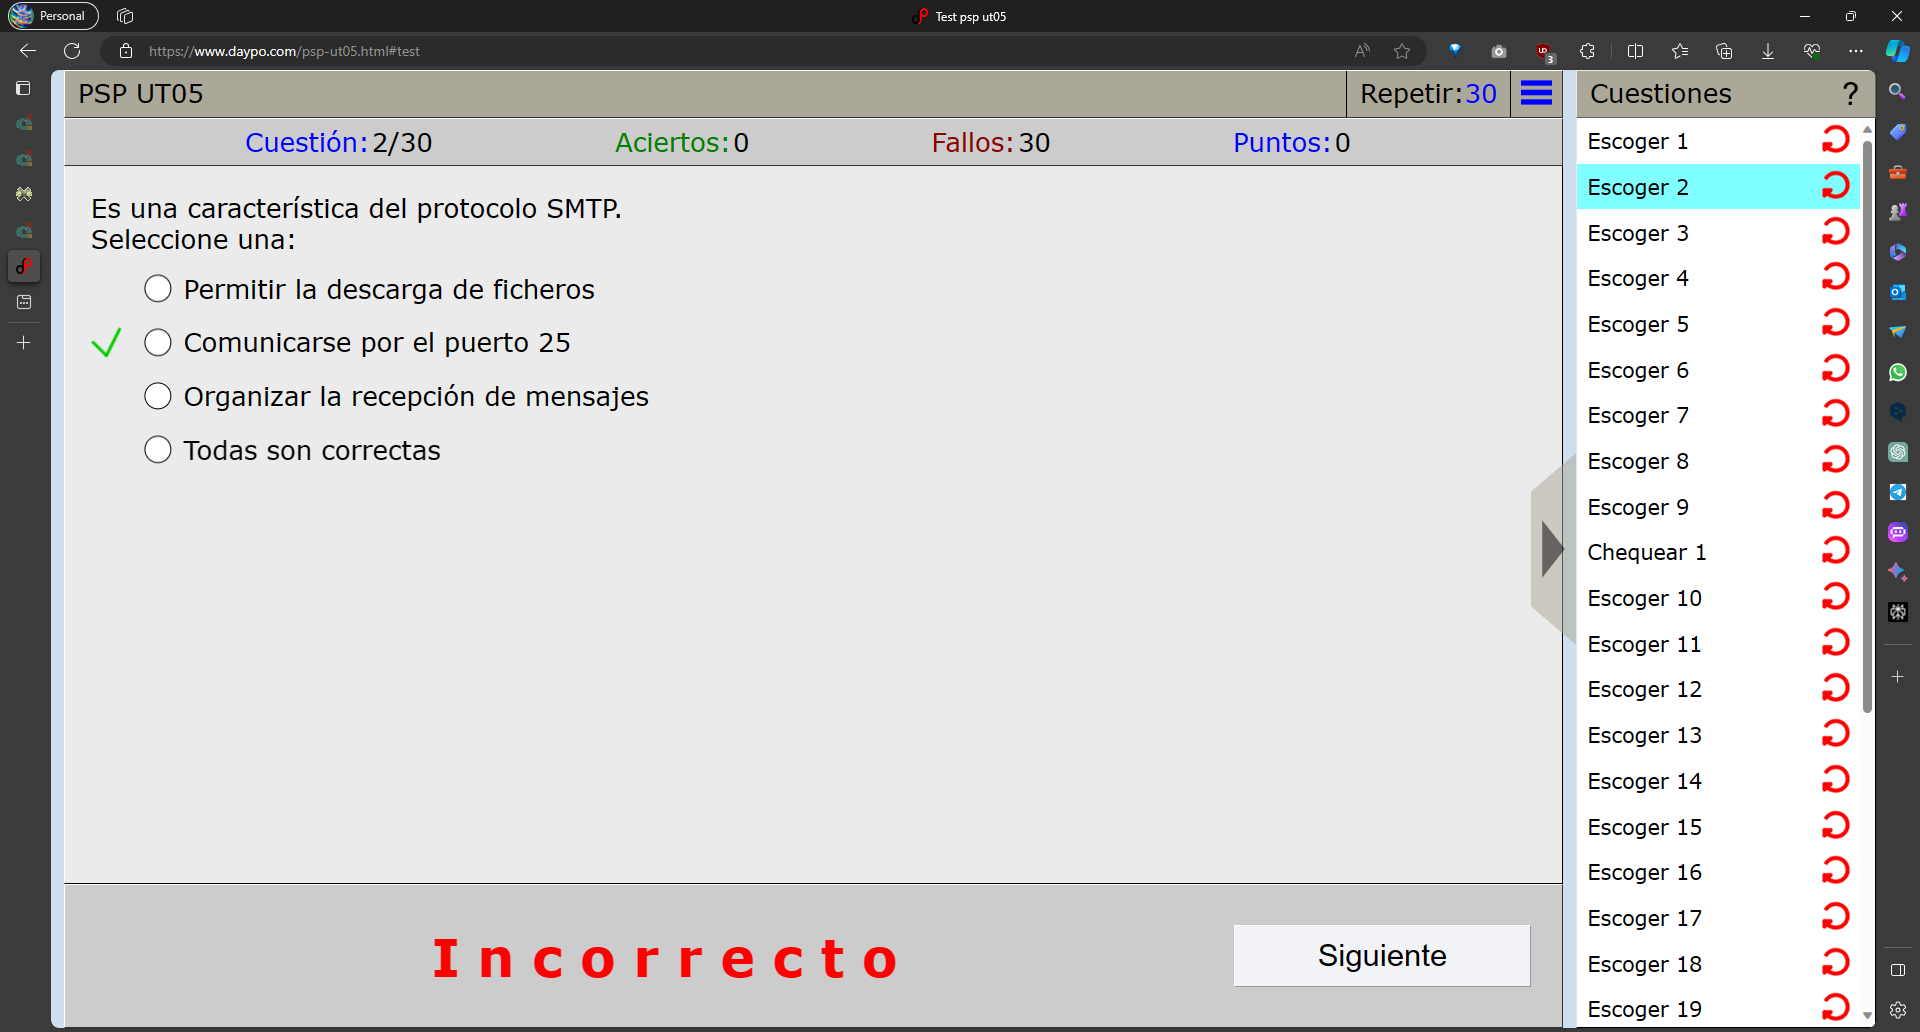 Personal
Test psp ut05
https://www.daypo.com/psp-ut05.html#test
3
PSP UT05
Repetir:30
Cuestión:2/30
Aciertos:0
Fallos:30
Puntos:0
Es una característica del protocolo SMTP.
Seleccione una:
Permitir la descarga de ficheros
Comunicarse por el puerto 25
Organizar la recepción de mensajes
Todas son correctas
Incorrecto
Siguiente
Cuestiones ?
Escoger 1
Escoger 2
Escoger 3
Escoger 4
Escoger 5
Escoger 6
Escoger 7
Escoger 8
Escoger 9
Chequear 1
Escoger 10
Escoger 11
Escoger 12
Escoger 13
Escoger 14
Escoger 15
Escoger 16
Escoger 17
Escoger 18
Escoger 19